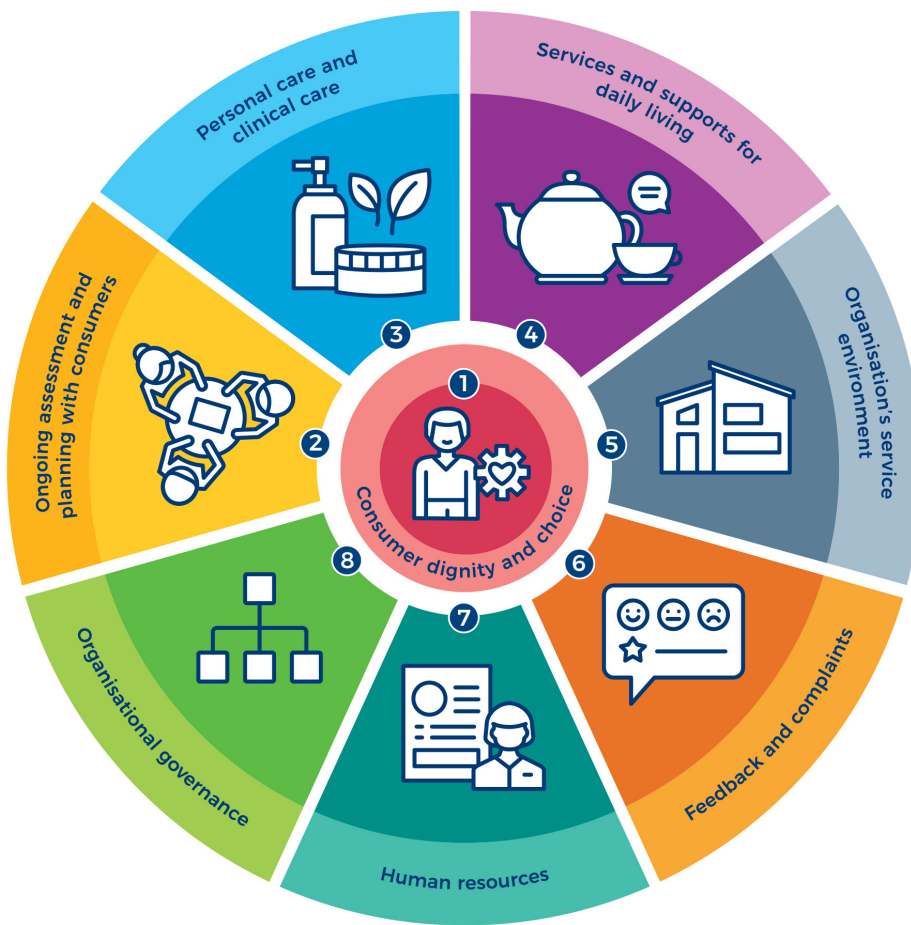 1
Consumer dignity and choice
2
Ongoing assessment and
planning with consumers
3
Personal care and
clinical care
4
Services and supports for
daily living
5
Organisation's service
environment
6
Feedback and complaints
7
Human resources
8
Organisational governance